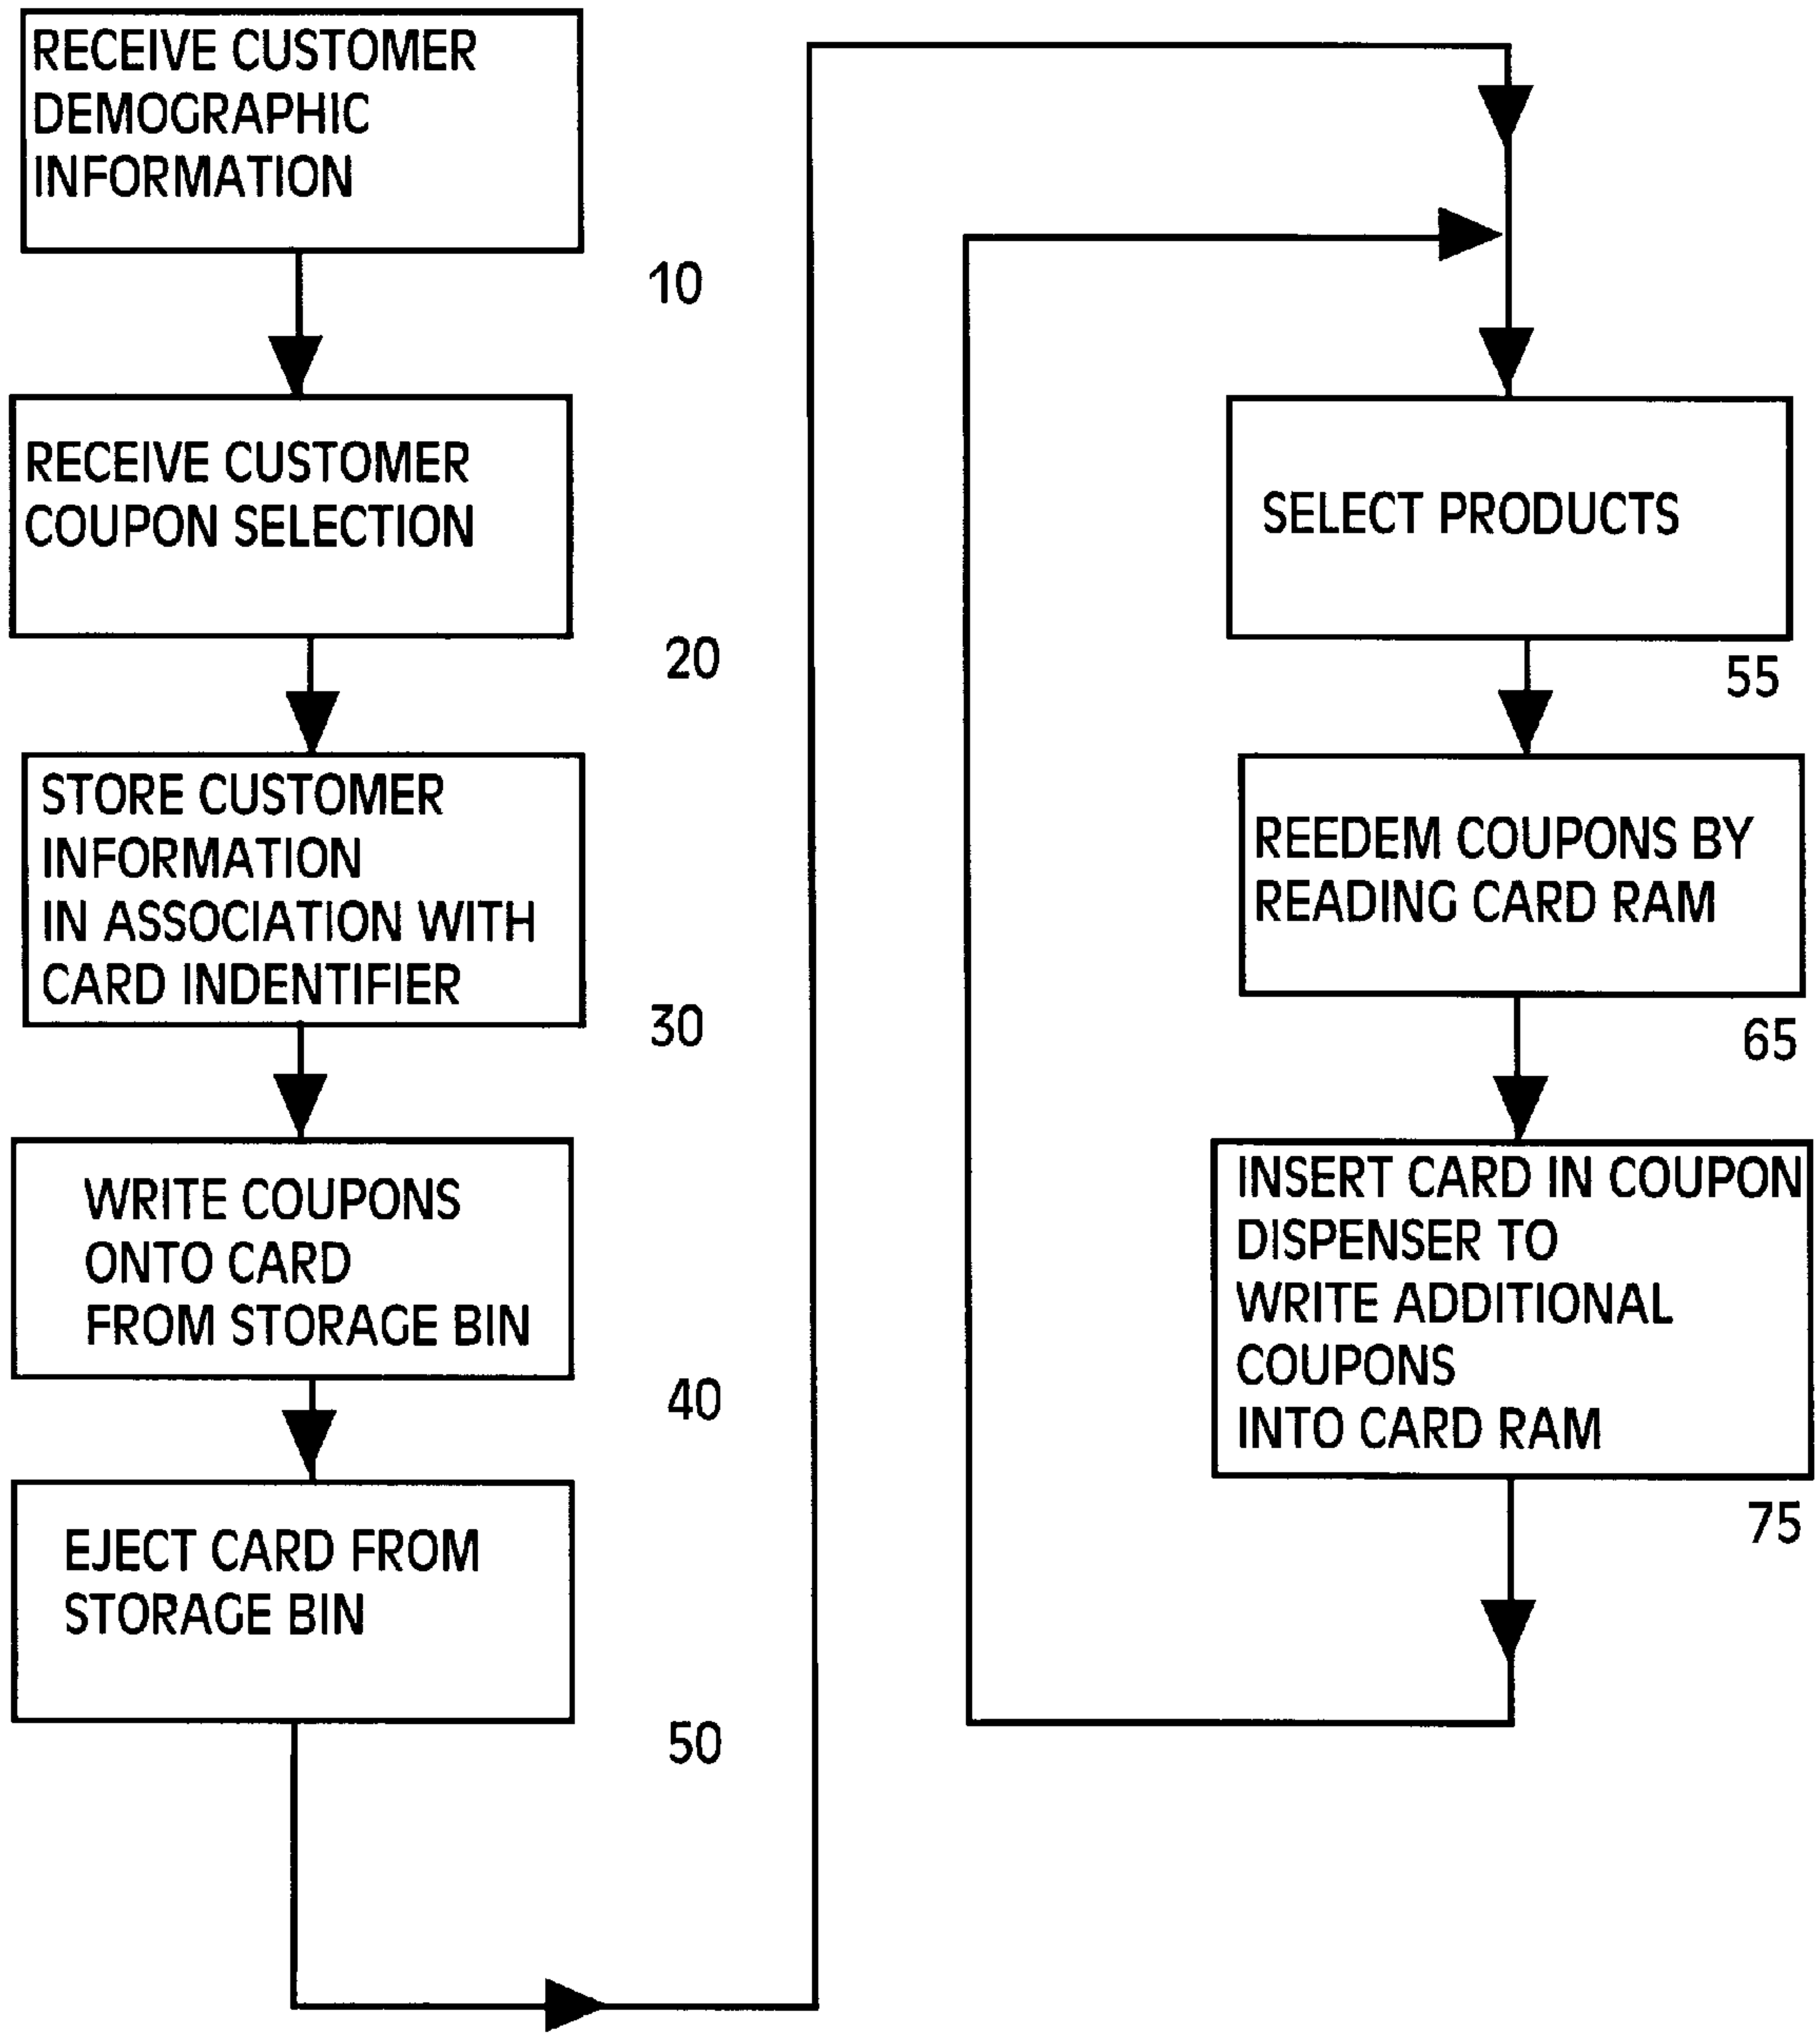 RECEIVE CUSTOMER
DEMOGRAPHIC
INFORMATION
10
RECEIVE CUSTOMER
COUPON SELECTION
20
STORE CUSTOMER
INFORMATION
IN ASSOCIATION WITH
CARD INDENTIFIER
30
WRITE COUPONS
ONTO CARD
FROM STORAGE BIN
40
EJECT CARD FROM
STORAGE BIN
50
SELECT PRODUCTS
55
REEDEM COUPONS BY
READING CARD RAM
65
INSERT CARD IN COUPON
DISPENSER TO
WRITE ADDITIONAL
COUPONS
INTO CARD RAM
75